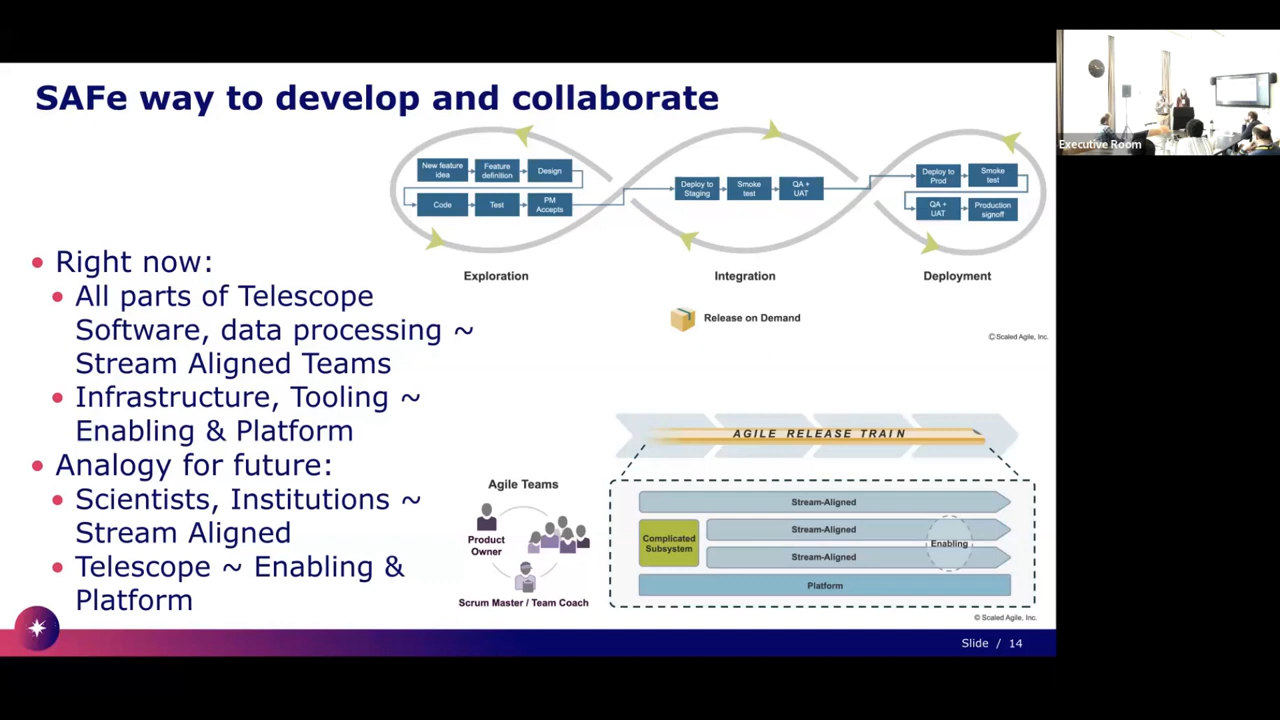 SAFe way to develop and collaborate
New feature
idea
Feature
definition
Design
Code
Test
PM
Accepts
Deploy to
Staging
Smoke
test
QA +
UAT
Deploy to
Prod
Smoke
test
QA +
UAT
Production
signoff
Exploration
Integration
Deployment
Release on Demand
©Scaled Agile, Inc.
• Right now:
• All parts of Telescope
Software, data processing ~
Stream Aligned Teams
• Infrastructure, Tooling ~
Enabling & Platform
• Analogy for future:
• Scientists, Institutions ~
Stream Aligned
• Telescope ~ Enabling &
Platform
Agile Teams
Product
Owner
Scrum Master / Team Coach
AGILE RELEASE TRAIN
Stream-Aligned
Complicated
Subsystem
Stream-Aligned
Stream-Aligned
Enabling
Platform
© Scaled Agile, Inc.
Slide / 14
Executive Room